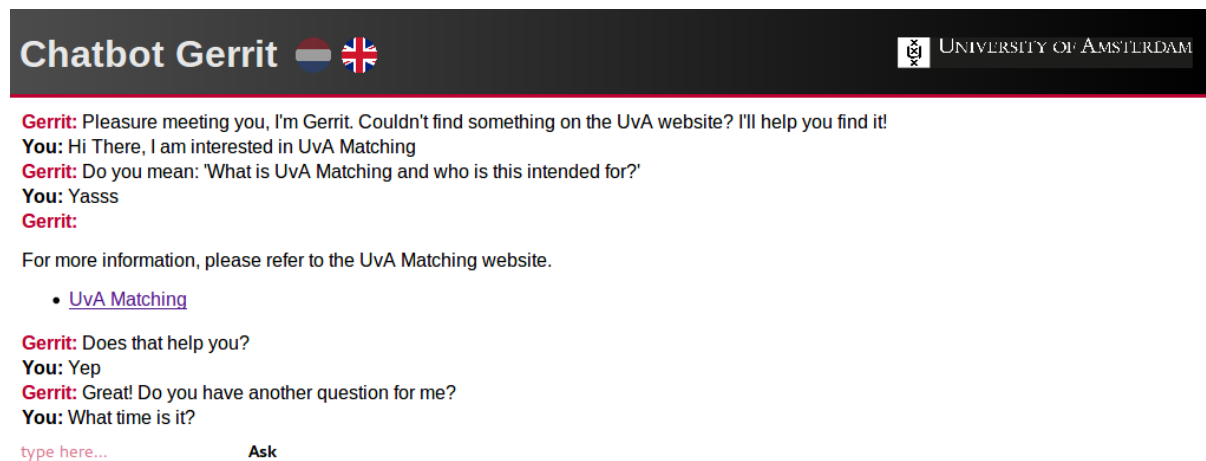 Chatbot Gerrit
UNIVERSITY OF AMSTERDAM
Gerrit: Pleasure meeting you, I'm Gerrit. Couldn't find something on the UvA website? I'll help you find it!
You: Hi There, I am interested in UvA Matching
Gerrit: Do you mean: 'What is UvA Matching and who is this intended for?'
You: Yasss
Gerrit:
For more information, please refer to the UvA Matching website.
• UvA Matching
Gerrit: Does that help you?
You: Yep
Gerrit: Great! Do you have another question for me?
You: What time is it?
type here... Ask